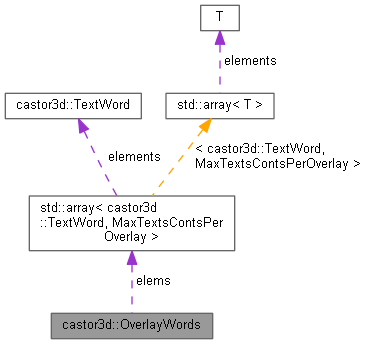 T
elements
castor3d::TextWord
std::array< T >
elements
< castor3d::TextWord,
MaxTextsContsPerOverlay >
std::array< castor3d
::TextWord, MaxTextsContsPer
Overlay >
elems
castor3d::OverlayWords